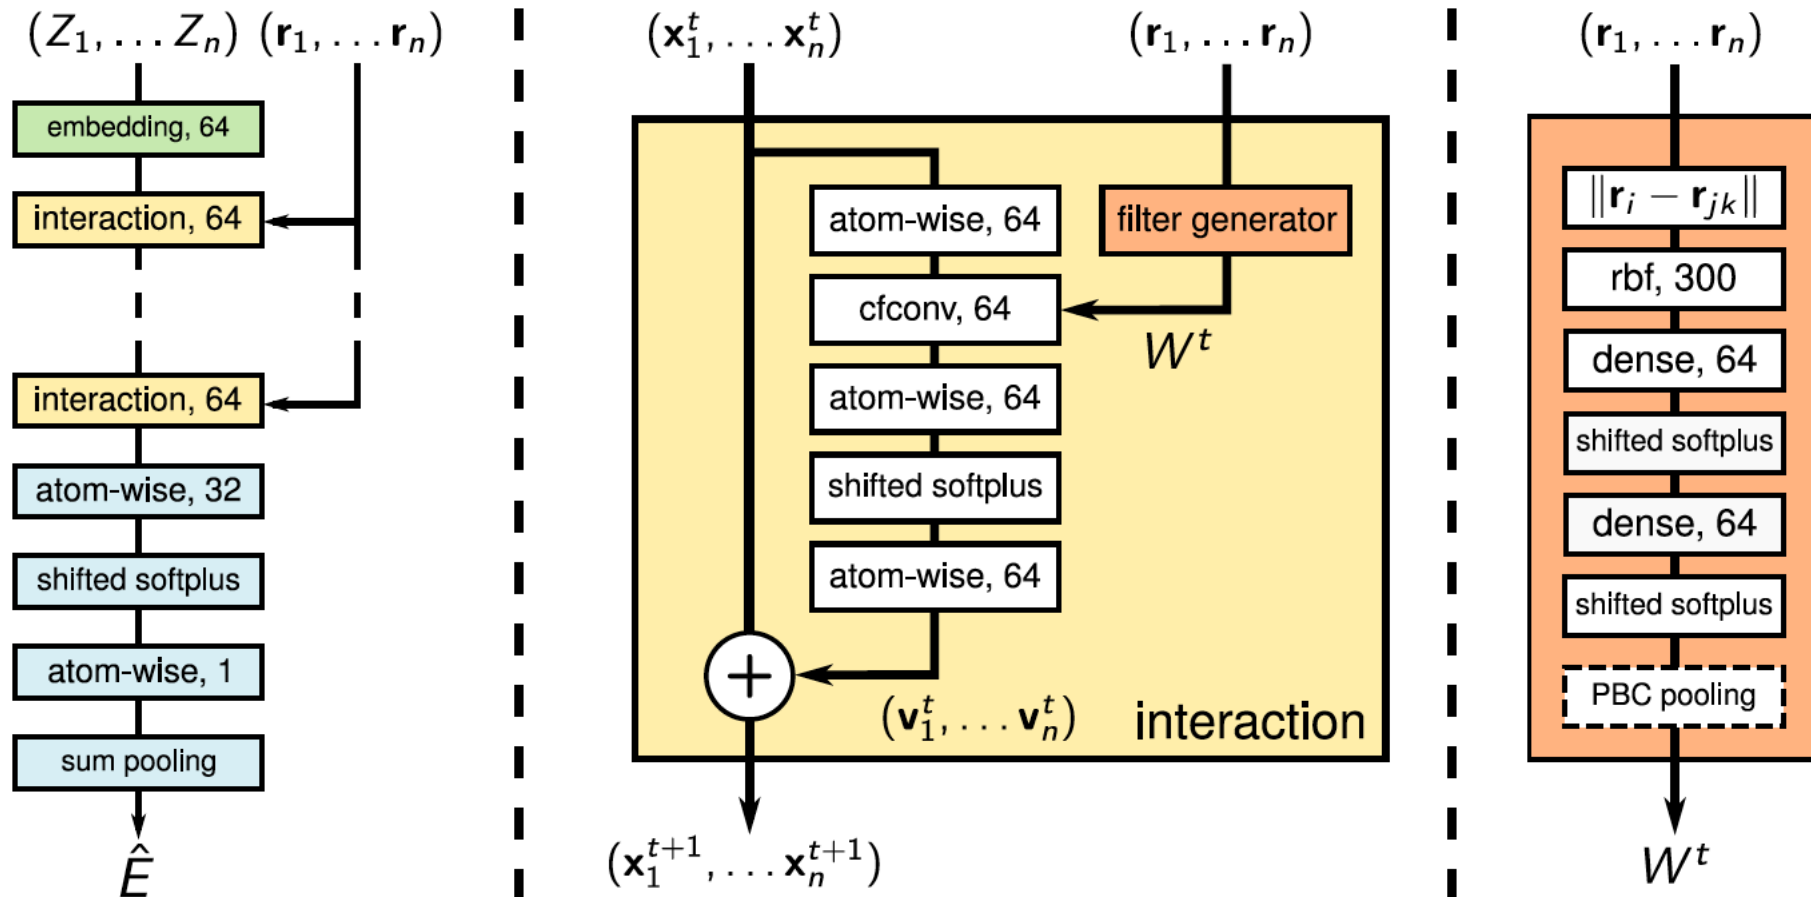 (Z₁, … Zₙ) (r₁, … rₙ)
embedding, 64
interaction, 64
interaction, 64
atom-wise, 32
shifted softplus
atom-wise, 1
sum pooling
Ê
(x₁ᵗ, … xₙᵗ) (r₁, … rₙ)
atom-wise, 64
filter generator
cfconv, 64
Wᵗ
atom-wise, 64
shifted softplus
atom-wise, 64
+
(v₁ᵗ, … vₙᵗ)
interaction
(x₁ᵗ⁺¹, … xₙᵗ⁺¹)
(r₁, … rₙ)
‖rᵢ − rⱼₖ‖
rbf, 300
dense, 64
shifted softplus
dense, 64
shifted softplus
PBC pooling
Wᵗ